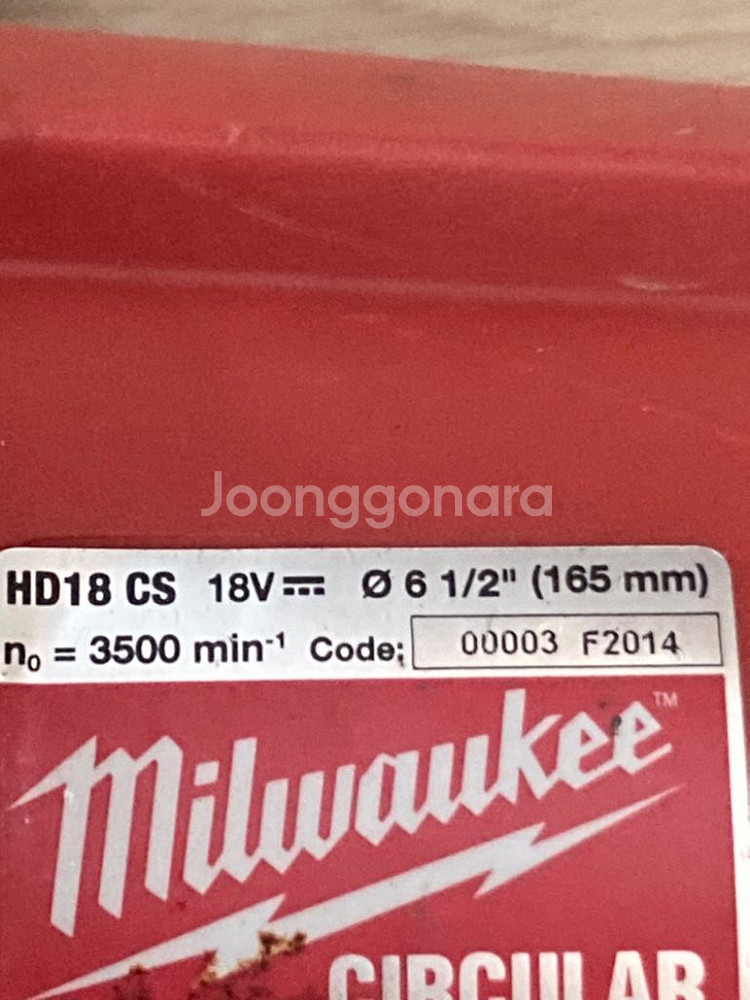 Joonggonara
HD18 CS 18V⎓ Ø 6 1/2" (165 mm)
n₀ = 3500 min⁻¹ Code: 00003 F2014
Milwaukee™
CIRCULAR